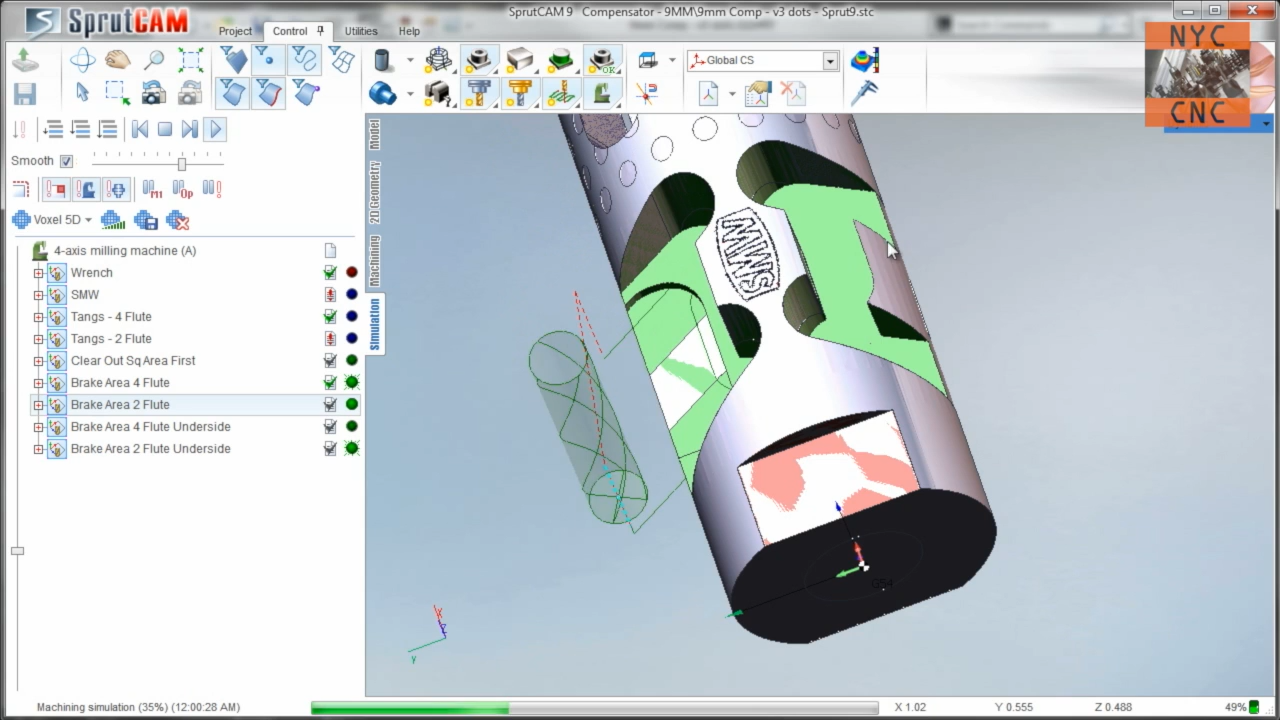 SprutCAM 9 - Compensator - 9MM\9mm Comp - v3 dots - Sprut9.stc
SprutCAM
Project Control Utilities Help
NYC
CNC
OK
Global CS
Smooth
M1 Op
Voxel 5D
Model
2D Geometry
Machining
Simulation
4-axis milling machine (A)
Wrench
SMW
Tangs - 4 Flute
Tangs - 2 Flute
Clear Out Sq Area First
Brake Area 4 Flute
Brake Area 2 Flute
Brake Area 4 Flute Underside
Brake Area 2 Flute Underside
SMW
G54
X
Z
y
Machining simulation (35%) (12:00:28 AM) X 1.02 Y 0.555 Z 0.488 49%